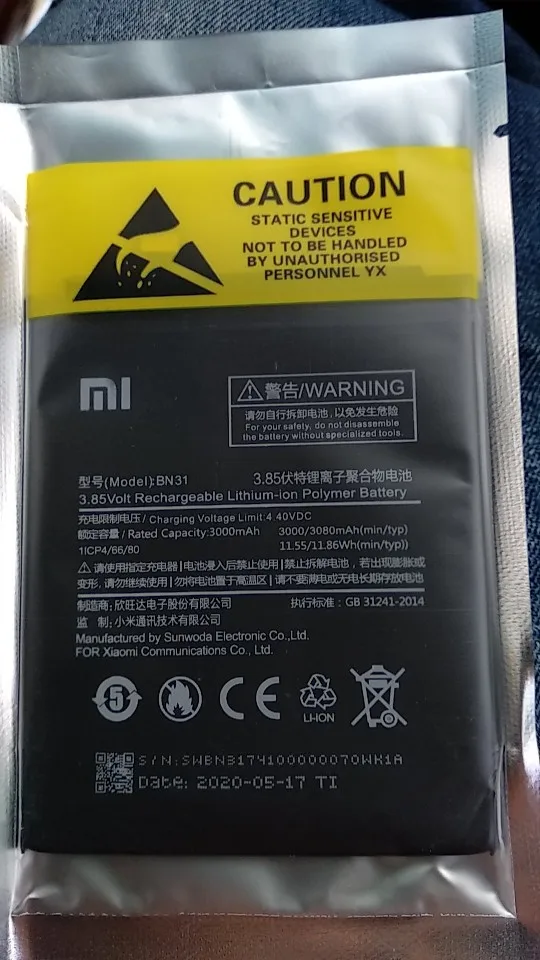 CAUTION
STATIC SENSITIVE
DEVICES
NOT TO BE HANDLED
BY UNAUTHORISED
PERSONNEL YX
mi
警告/WARNING
请勿自行拆卸电池,以免发生危险
For your safety, do not disassemble
the battery without specialized tools.
型号(Model):BN31 3.85伏特锂离子聚合物电池
3.85Volt Rechargeable Lithium-ion Polymer Battery
充电限制电压/ Charging Voltage Limit:4.40VDC
额定容量/ Rated Capacity:3000mAh 3000/3080mAh(min/typ)
1ICP4/66/80 11.55/11.86Wh(min/typ))
请使用指定充电器|电池浸入后禁止使用|禁止拆解电池,若出现膨胀或
变形,请勿继续使用|勿将电池置于高温区|请不要满电或无电长期存放电池
制造商:欣旺达电子股份有限公司 执行标准:GB 31241-2014
监 制:小米通讯技术有限公司
Manufactured by Sunwoda Electronic Co.,Ltd.
FOR Xiaomi Communications Co., Ltd.
5
CE
LI-ION
S/N:SWBN3174100000070WK1A
Date: 2020-05-17 TI